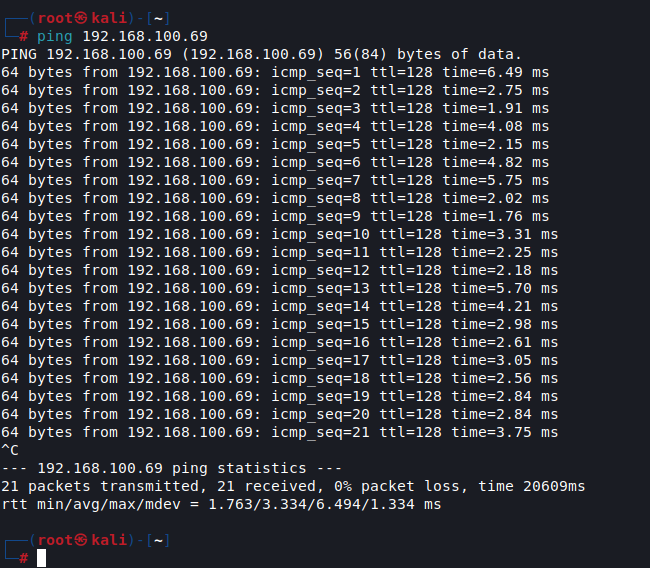 ┌──(root㉿kali)-[~]
└─# ping 192.168.100.69
PING 192.168.100.69 (192.168.100.69) 56(84) bytes of data.
64 bytes from 192.168.100.69: icmp_seq=1 ttl=128 time=6.49 ms
64 bytes from 192.168.100.69: icmp_seq=2 ttl=128 time=2.75 ms
64 bytes from 192.168.100.69: icmp_seq=3 ttl=128 time=1.91 ms
64 bytes from 192.168.100.69: icmp_seq=4 ttl=128 time=4.08 ms
64 bytes from 192.168.100.69: icmp_seq=5 ttl=128 time=2.15 ms
64 bytes from 192.168.100.69: icmp_seq=6 ttl=128 time=4.82 ms
64 bytes from 192.168.100.69: icmp_seq=7 ttl=128 time=5.75 ms
64 bytes from 192.168.100.69: icmp_seq=8 ttl=128 time=2.02 ms
64 bytes from 192.168.100.69: icmp_seq=9 ttl=128 time=1.76 ms
64 bytes from 192.168.100.69: icmp_seq=10 ttl=128 time=3.31 ms
64 bytes from 192.168.100.69: icmp_seq=11 ttl=128 time=2.25 ms
64 bytes from 192.168.100.69: icmp_seq=12 ttl=128 time=2.18 ms
64 bytes from 192.168.100.69: icmp_seq=13 ttl=128 time=5.70 ms
64 bytes from 192.168.100.69: icmp_seq=14 ttl=128 time=4.21 ms
64 bytes from 192.168.100.69: icmp_seq=15 ttl=128 time=2.98 ms
64 bytes from 192.168.100.69: icmp_seq=16 ttl=128 time=2.61 ms
64 bytes from 192.168.100.69: icmp_seq=17 ttl=128 time=3.05 ms
64 bytes from 192.168.100.69: icmp_seq=18 ttl=128 time=2.56 ms
64 bytes from 192.168.100.69: icmp_seq=19 ttl=128 time=2.84 ms
64 bytes from 192.168.100.69: icmp_seq=20 ttl=128 time=2.84 ms
64 bytes from 192.168.100.69: icmp_seq=21 ttl=128 time=3.75 ms
^C
--- 192.168.100.69 ping statistics ---
21 packets transmitted, 21 received, 0% packet loss, time 20609ms
rtt min/avg/max/mdev = 1.763/3.334/6.494/1.334 ms
┌──(root㉿kali)-[~]
└─#